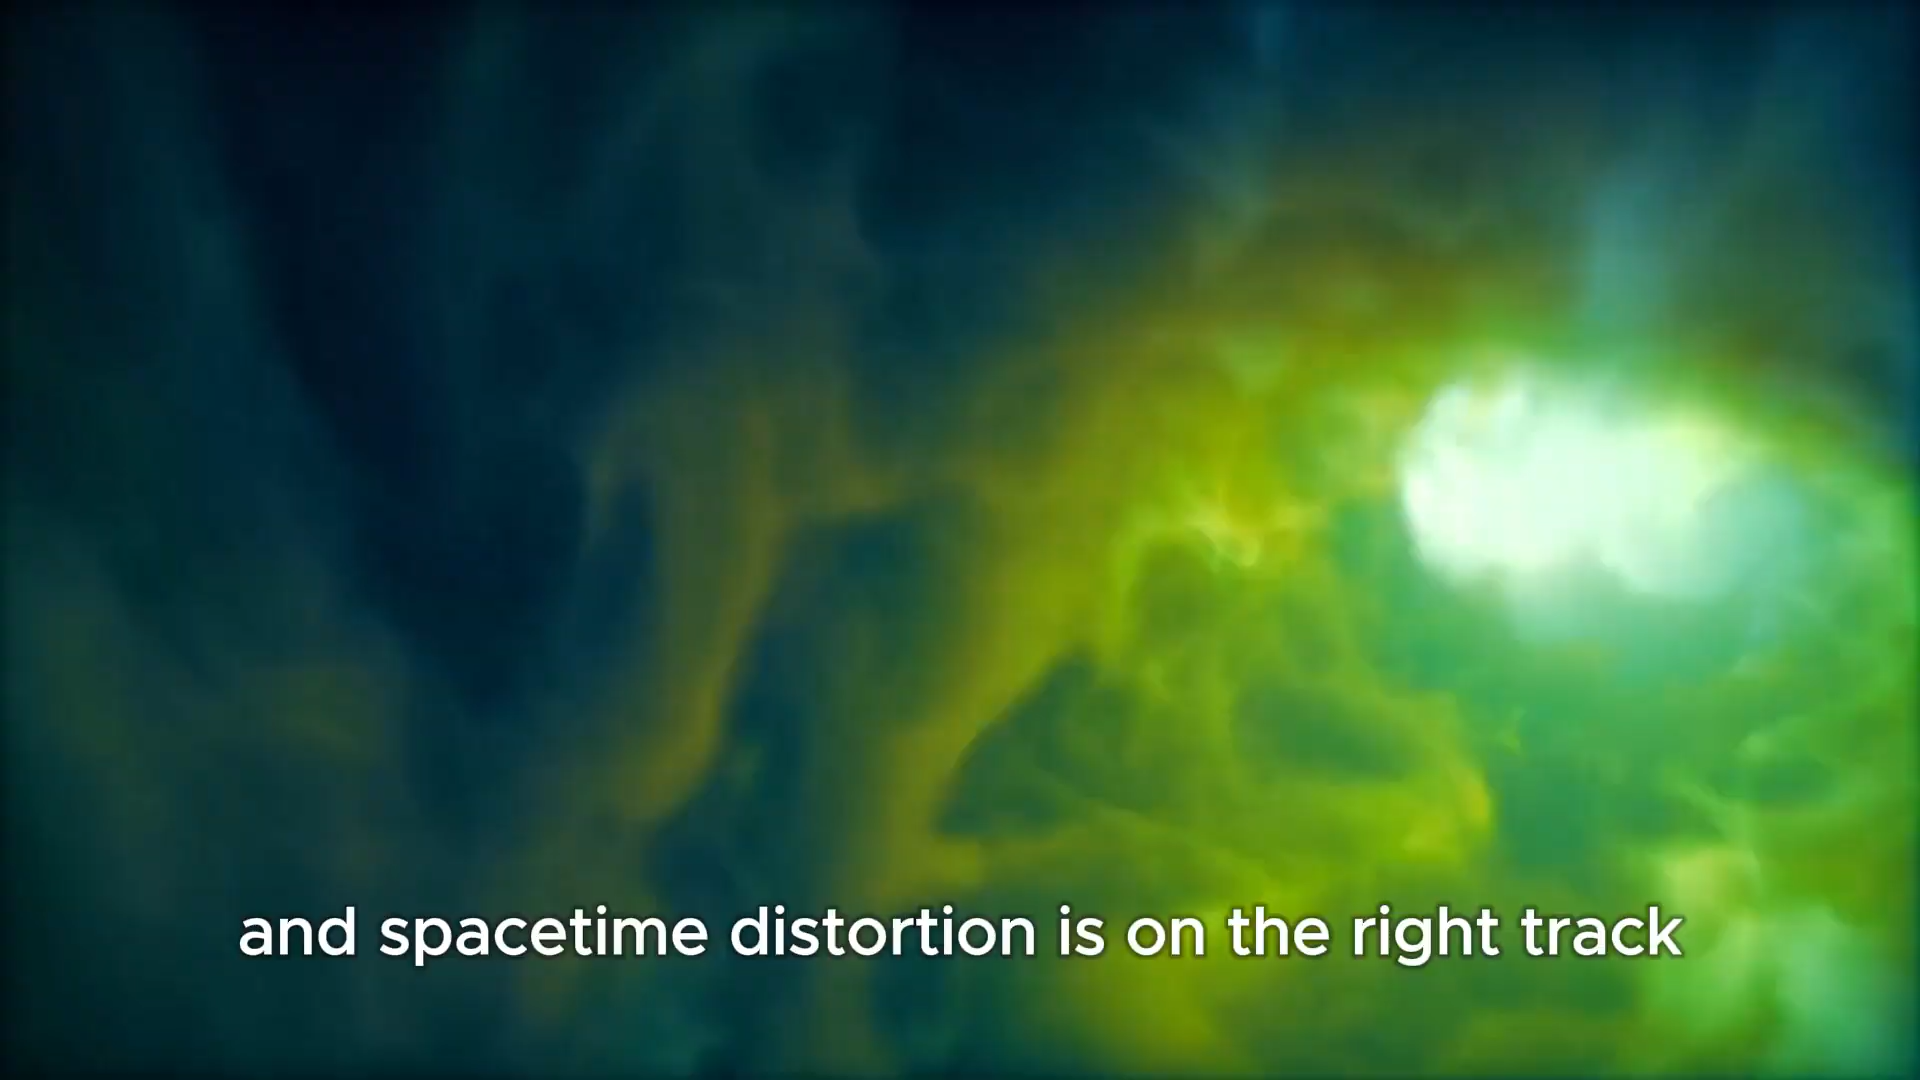 and spacetime distortion is on the right track